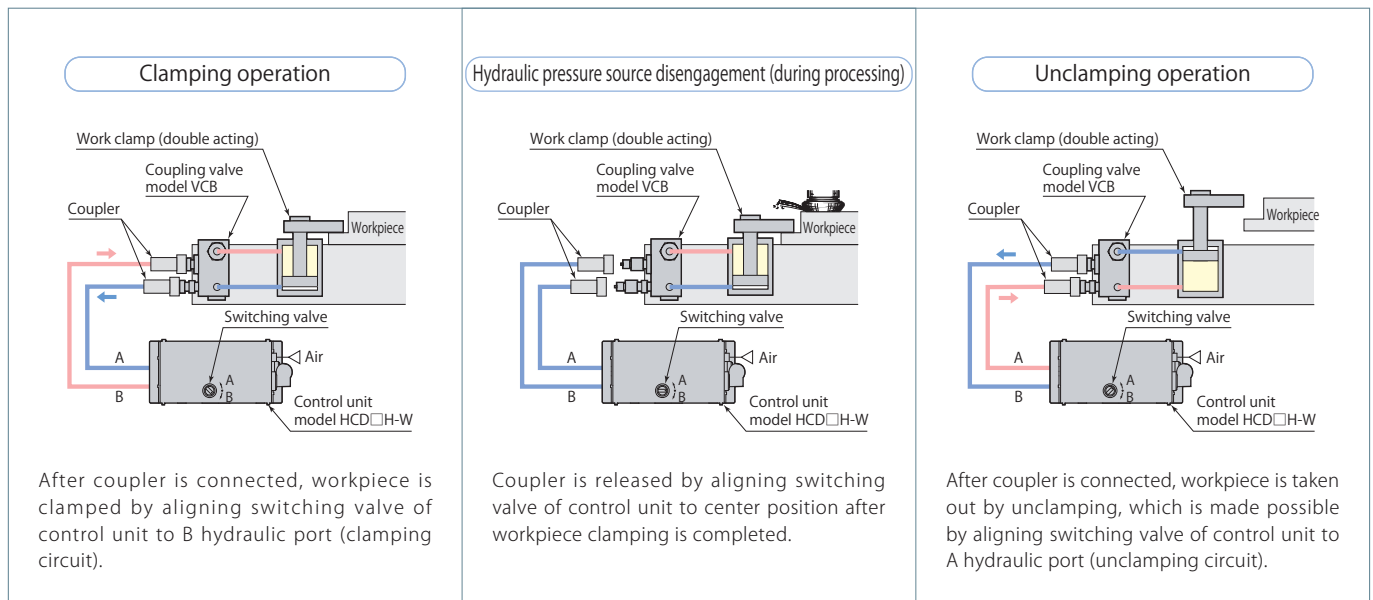 Clamping operation
Work clamp (double acting)
Coupling valve
model VCB
Coupler
Workpiece
Switching valve
A
Air
A
B
B
Control unit
model HCD□H-W
After coupler is connected, workpiece is
clamped by aligning switching valve of
control unit to B hydraulic port (clamping
circuit).
Hydraulic pressure source disengagement (during processing)
Work clamp (double acting)
Coupling valve
model VCB
Coupler
Workpiece
Switching valve
A
Air
A
B
B
Control unit
model HCD□H-W
Coupler is released by aligning switching
valve of control unit to center position after
workpiece clamping is completed.
Unclamping operation
Work clamp (double acting)
Coupling valve
model VCB
Coupler
Workpiece
Switching valve
A
Air
A
B
B
Control unit
model HCD□H-W
After coupler is connected, workpiece is taken
out by unclamping, which is made possible
by aligning switching valve of control unit to
A hydraulic port (unclamping circuit).